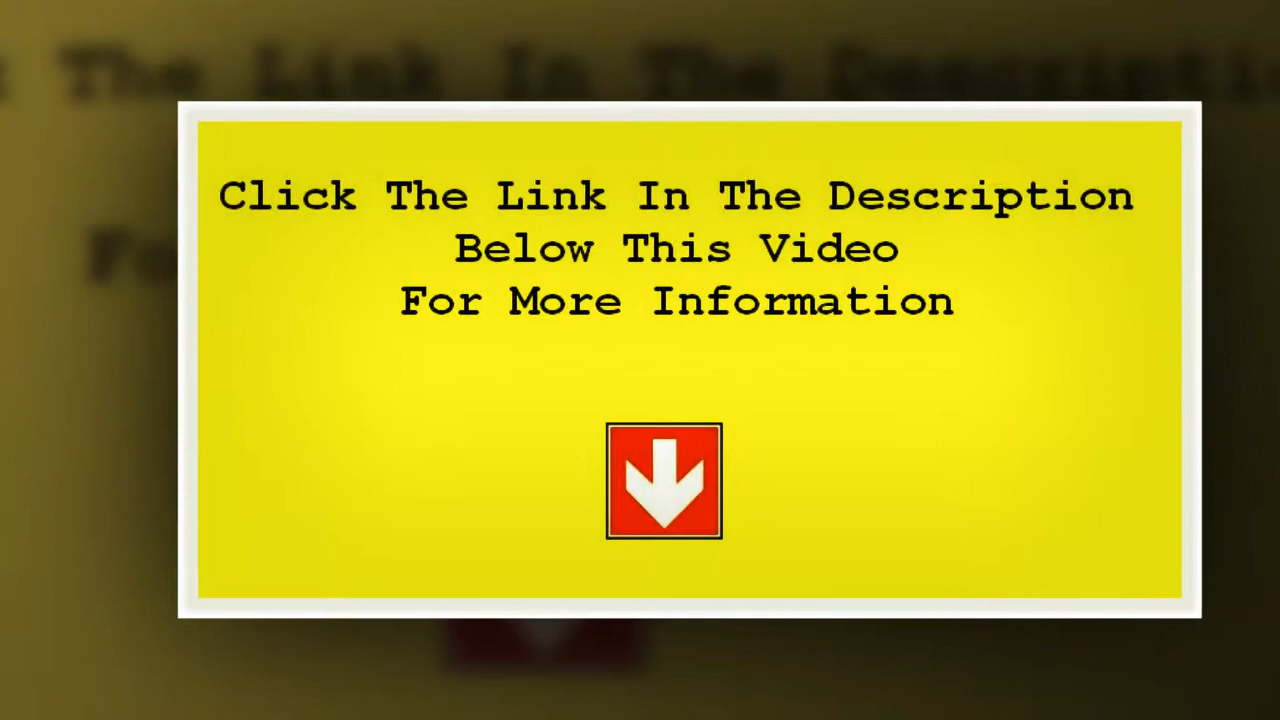 Click The Link In The Description
Below This Video
For More Information